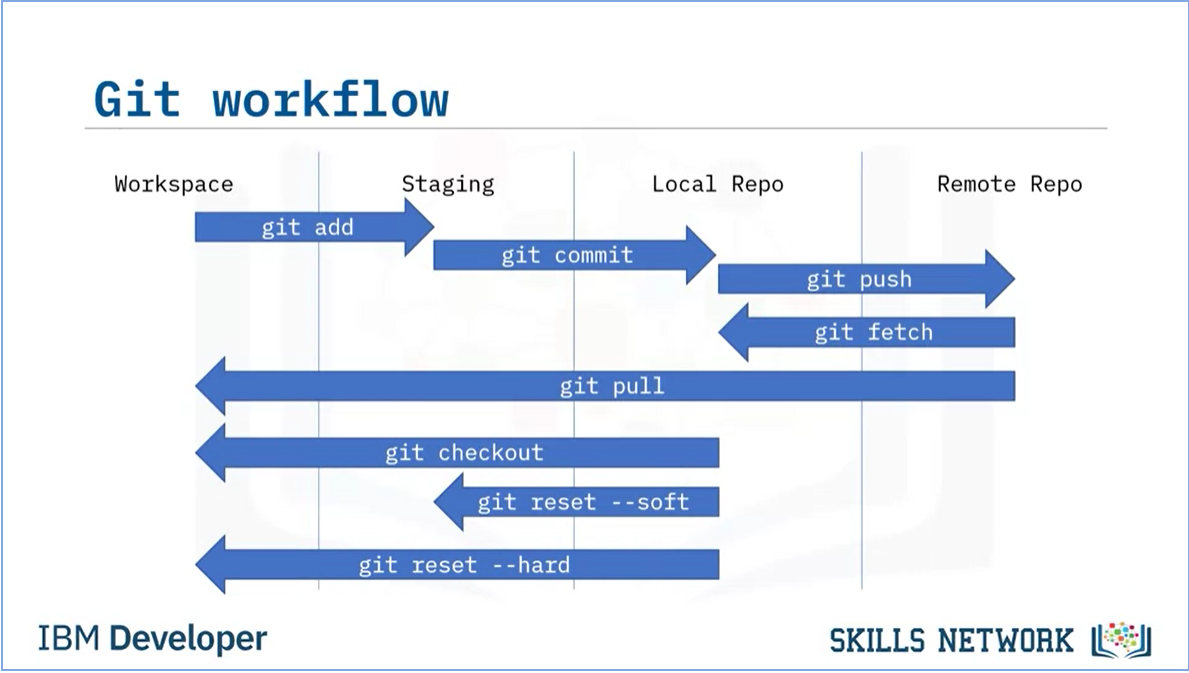 Git workflow
Workspace
Staging
Local Repo
Remote Repo
git add
git commit
git push
git fetch
git pull
git checkout
git reset --soft
git reset --hard
IBM Developer
SKILLS NETWORK